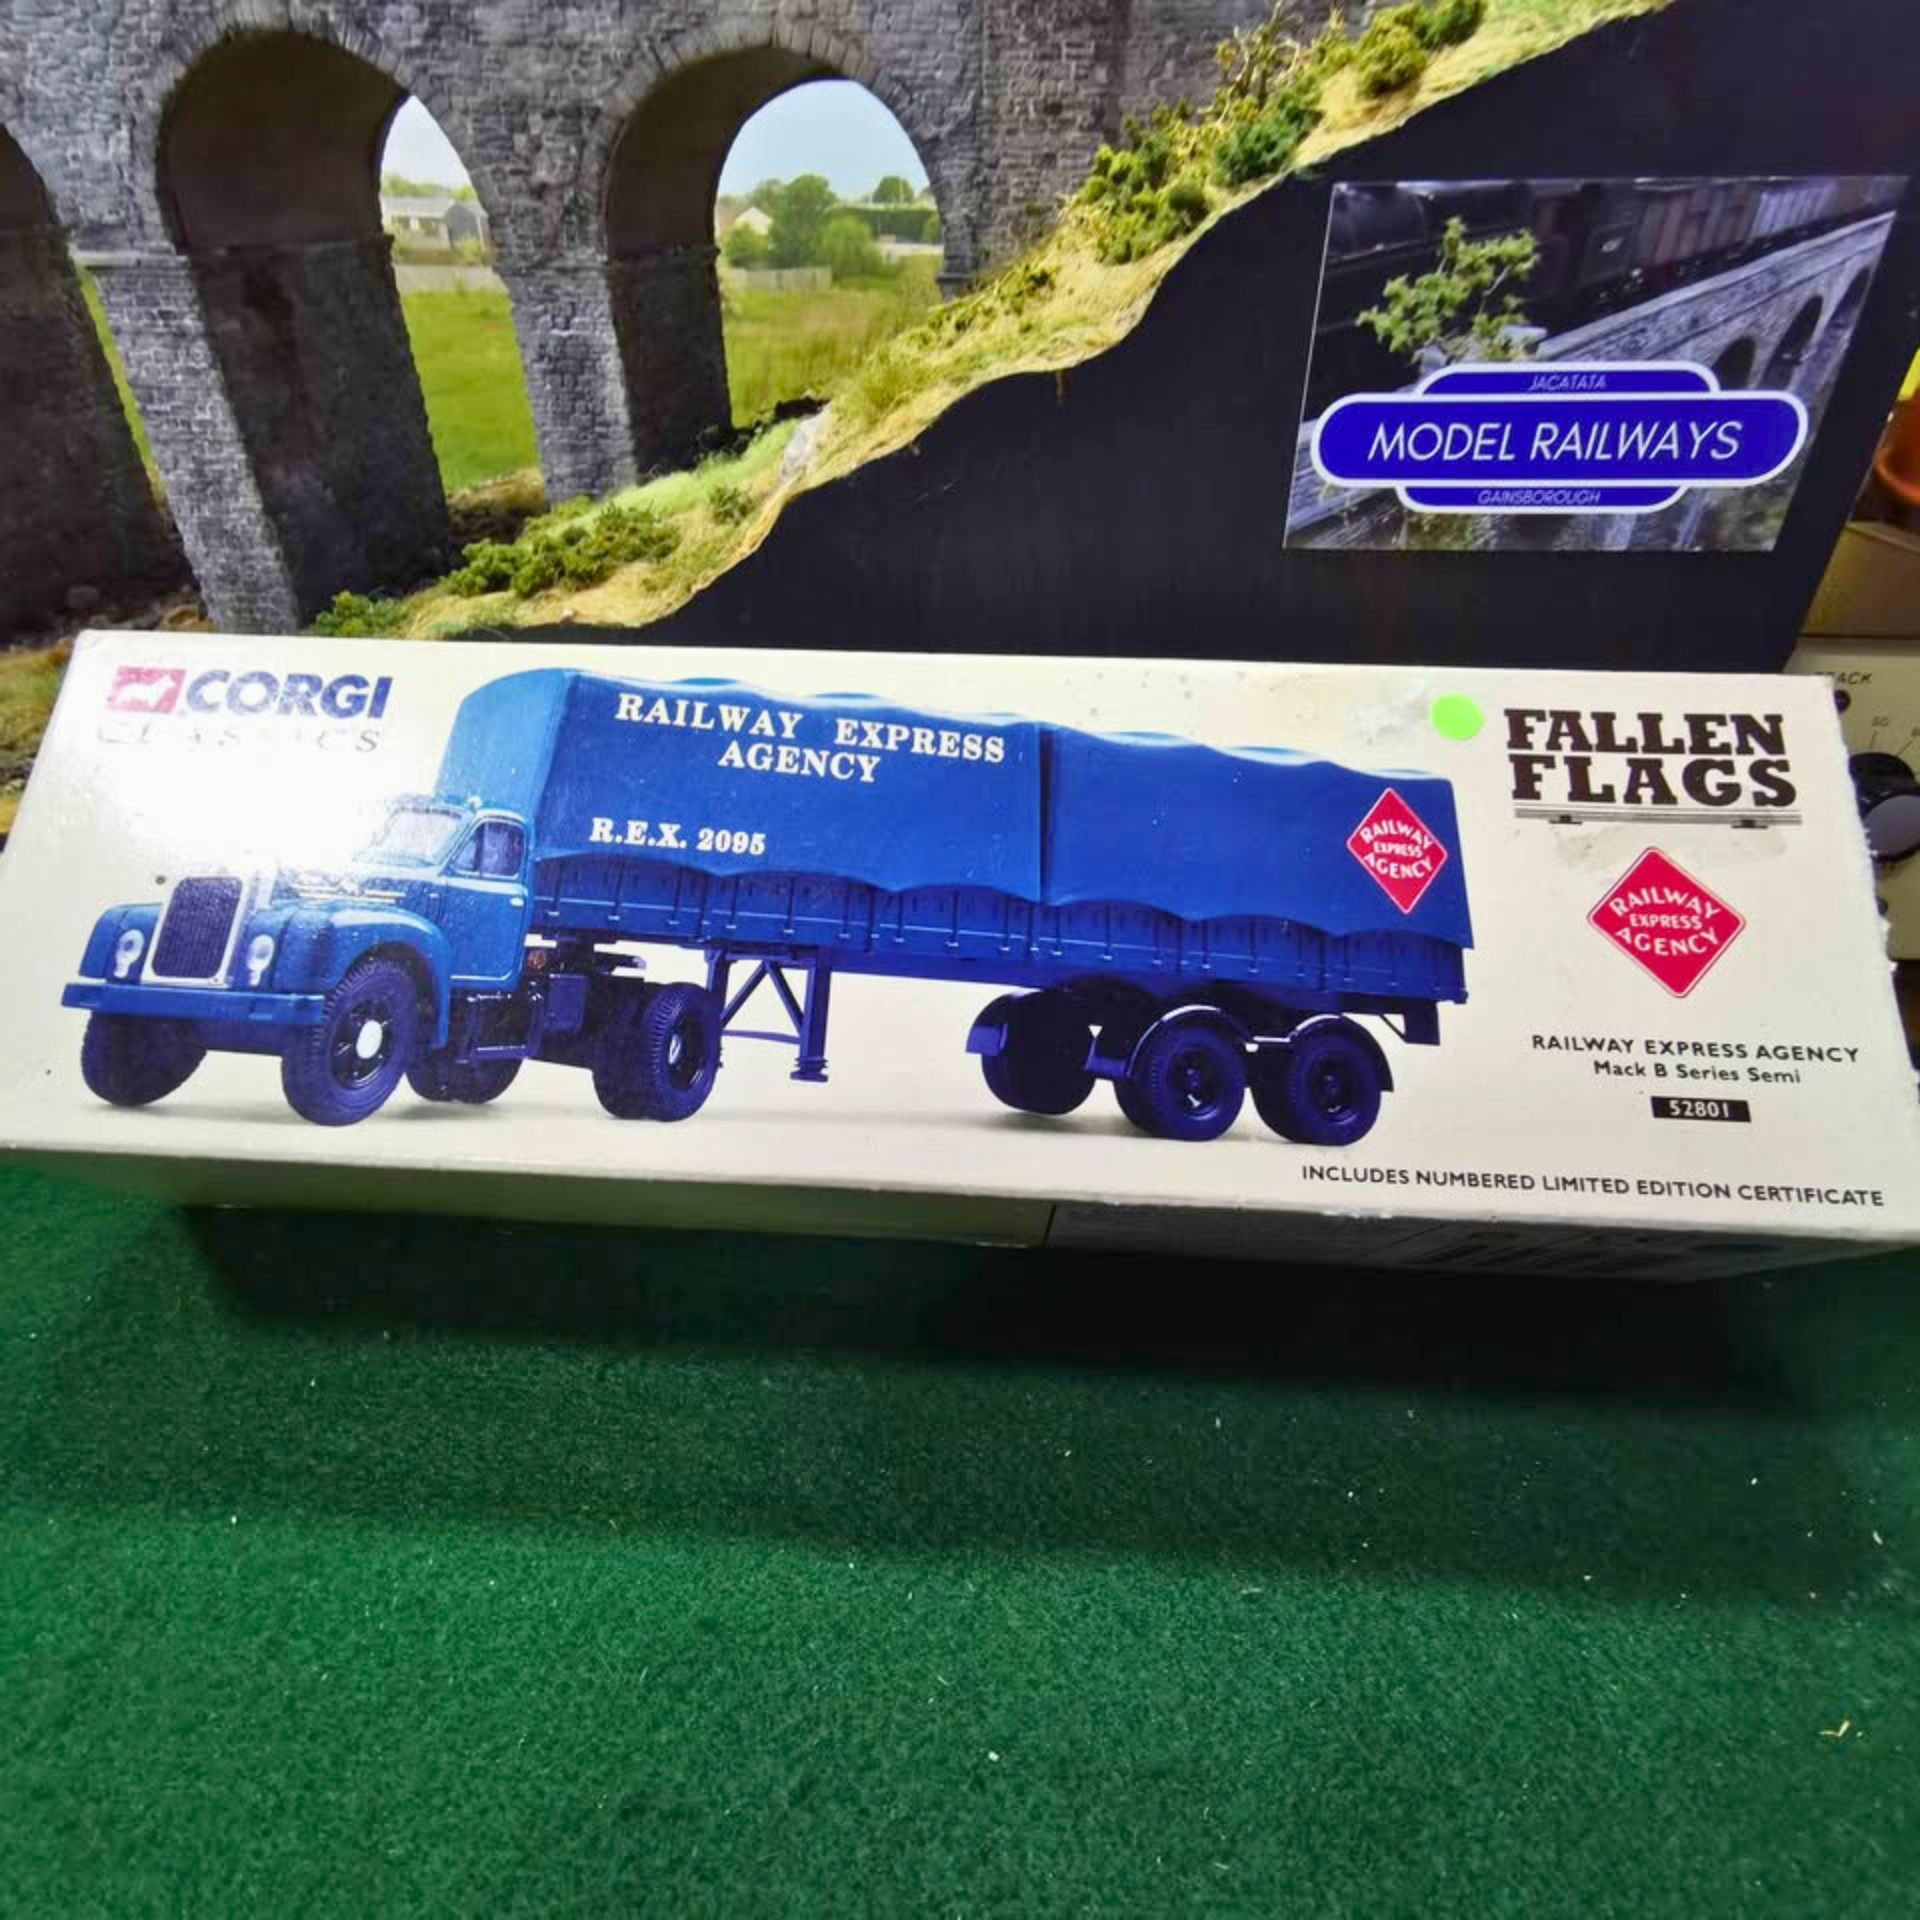 JACATATA
MODEL RAILWAYS
GAINSBOROUGH
CORGI
CLASSICS
RAILWAY EXPRESS
AGENCY
R.E.X. 2095
RAILWAY
EXPRESS
AGENCY
FALLEN
FLAGS
RAILWAY
EXPRESS
AGENCY
RAILWAY EXPRESS AGENCY
Mack B Series Semi
52801
INCLUDES NUMBERED LIMITED EDITION CERTIFICATE